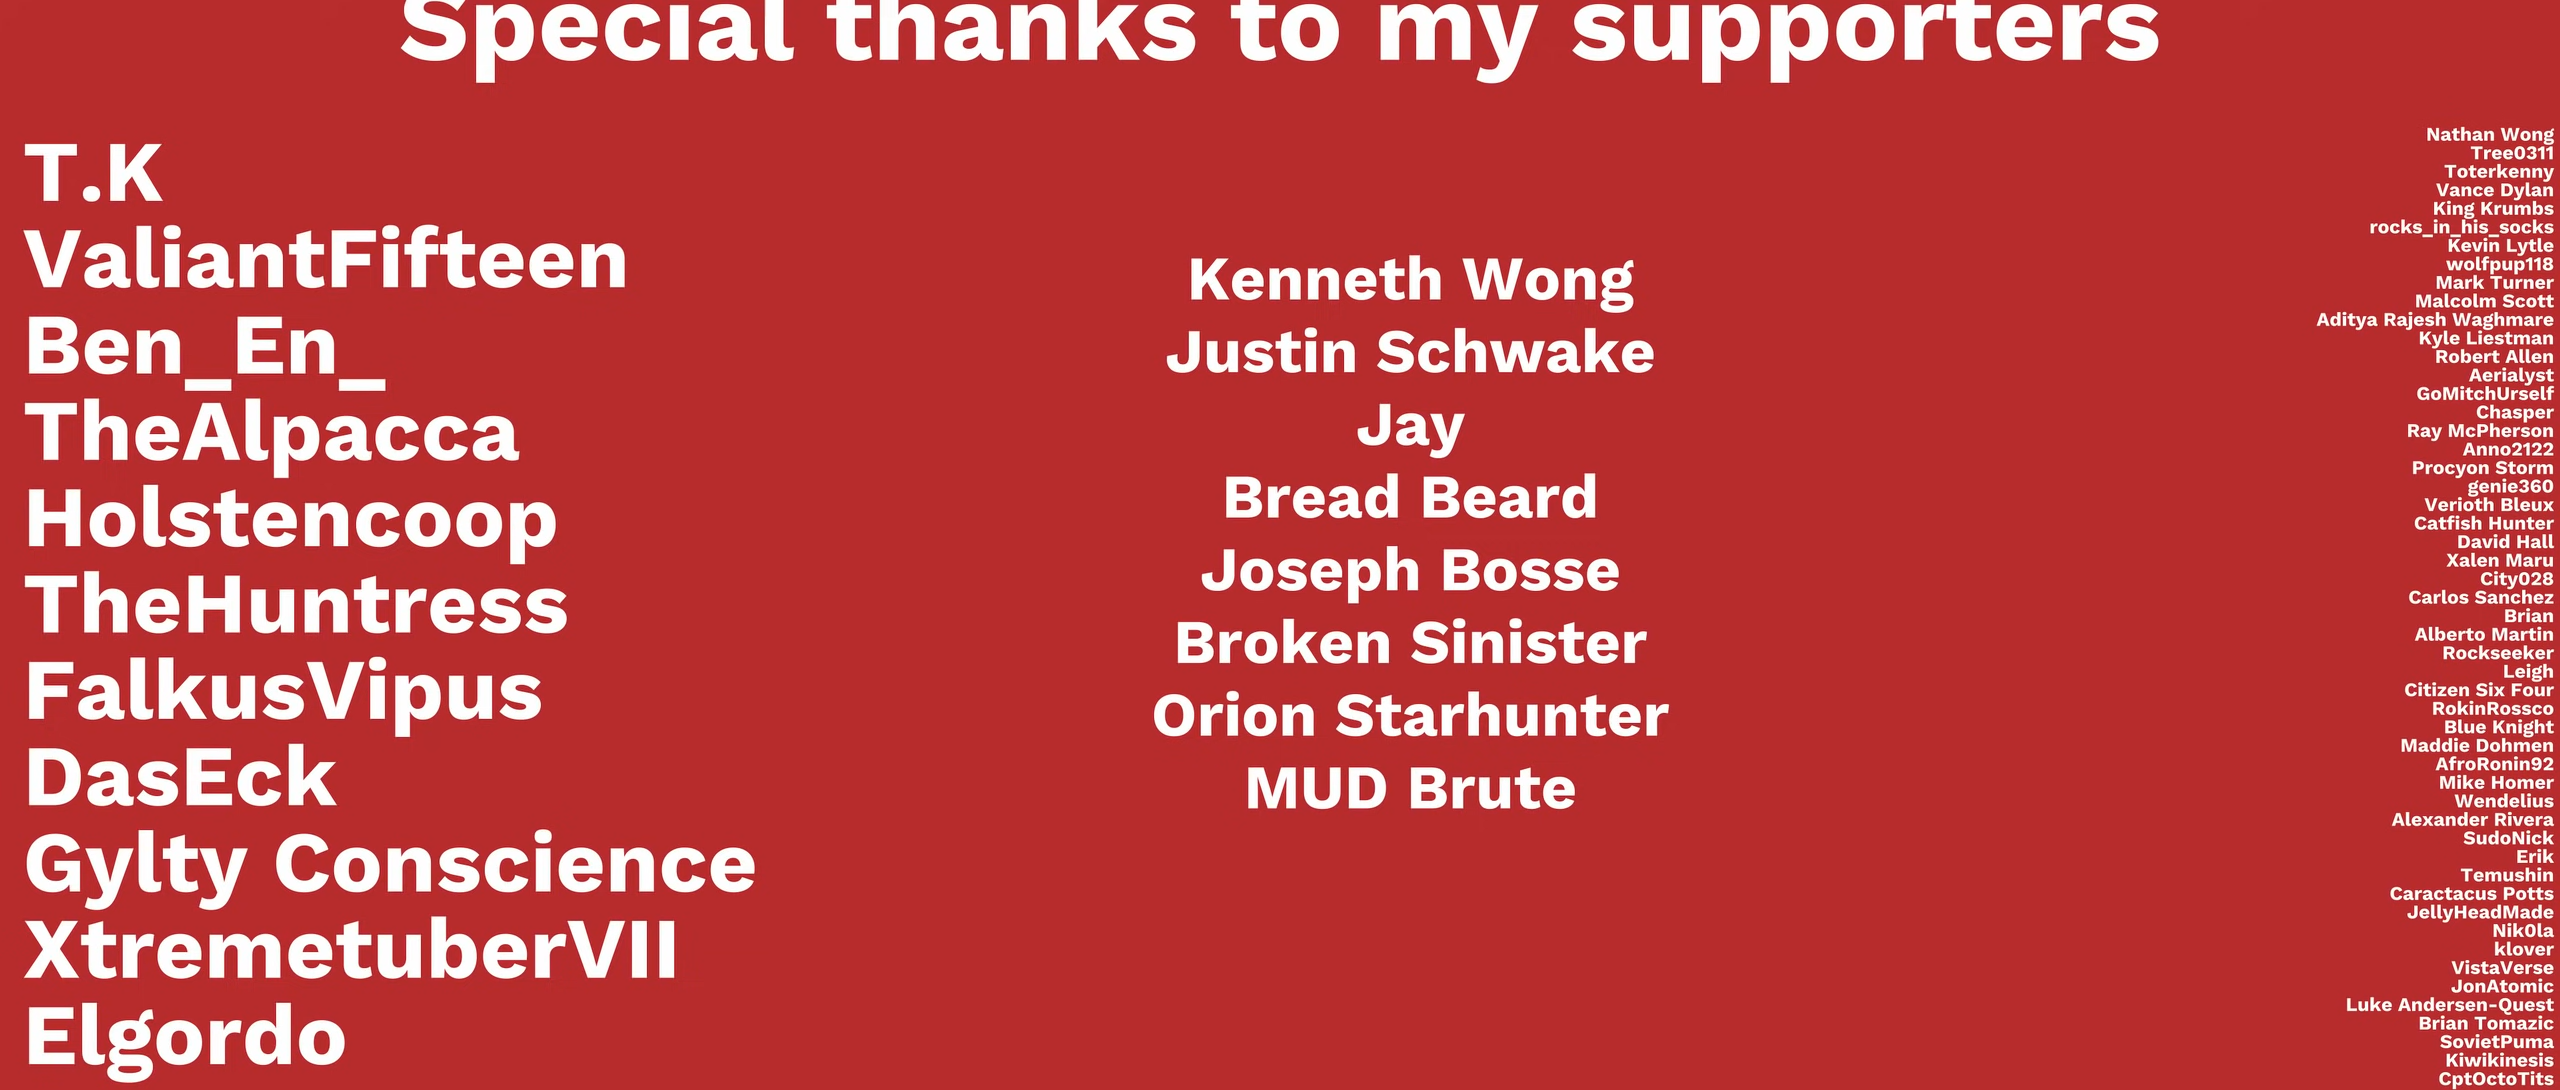 Special thanks to my supporters
T.K
ValiantFifteen
Ben_En_
TheAlpacca
Holstencoop
TheHuntress
FalkusVipus
DasEck
Gylty Conscience
XtremetuberVII
Elgordo
Kenneth Wong
Justin Schwake
Jay
Bread Beard
Joseph Bosse
Broken Sinister
Orion Starhunter
MUD Brute
Nathan Wong
Tree0311
Toterkenny
Vance Dylan
King Krumbs
rocks_in_his_socks
Kevin Lytle
wolfpup118
Mark Turner
Malcolm Scott
Aditya Rajesh Waghmare
Kyle Liestman
Robert Allen
Aerialyst
GoMitchUrself
Chasper
Ray McPherson
Anno2122
Procyon Storm
genie360
Verioth Bleux
Catfish Hunter
David Hall
Xalen Maru
City028
Carlos Sanchez
Brian
Alberto Martin
Rockseeker
Leigh
Citizen Six Four
RokinRossco
Blue Knight
Maddie Dohmen
AfroRonin92
Mike Homer
Wendelius
Alexander Rivera
SudoNick
Erik
Temushin
Caractacus Potts
JellyHeadMade
Nik0la
klover
VistaVerse
JonAtomic
Luke Andersen-Quest
Brian Tomazic
SovietPuma
Kiwikinesis
CptOctoTits